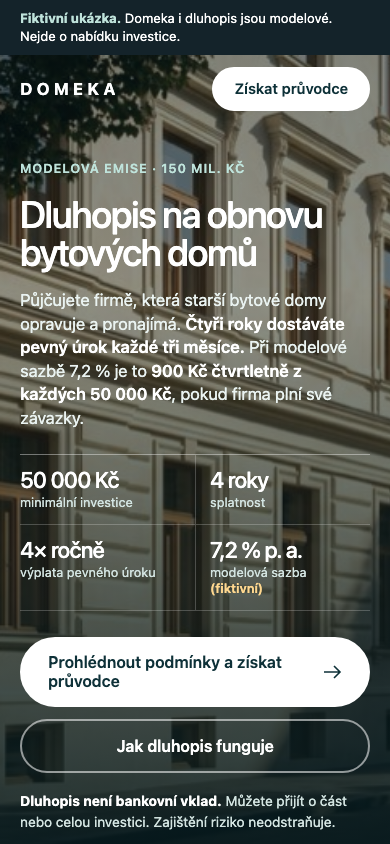 Fiktivní ukázka. Domeka i dluhopis jsou modelové.
Nejde o nabídku investice.
DOMEKA
Získat průvodce
MODELOVÁ EMISE · 150 MIL. KČ
Dluhopis na obnovu
bytových domů
Půjčujete firmě, která starší bytové domy
opravuje a pronajímá. Čtyři roky dostáváte
pevný úrok každé tři měsíce. Při modelové
sazbě 7,2 % je to 900 Kč čtvrtletně z
každých 50 000 Kč, pokud firma plní své
závazky.
50 000 Kč
minimální investice
4 roky
splatnost
4× ročně
výplata pevného úroku
7,2 % p. a.
modelová sazba
(fiktivní)
Prohlédnout podmínky a získat
průvodce →
Jak dluhopis funguje
Dluhopis není bankovní vklad. Můžete přijít o část
nebo celou investici. Zajištění riziko neodstraňuje.